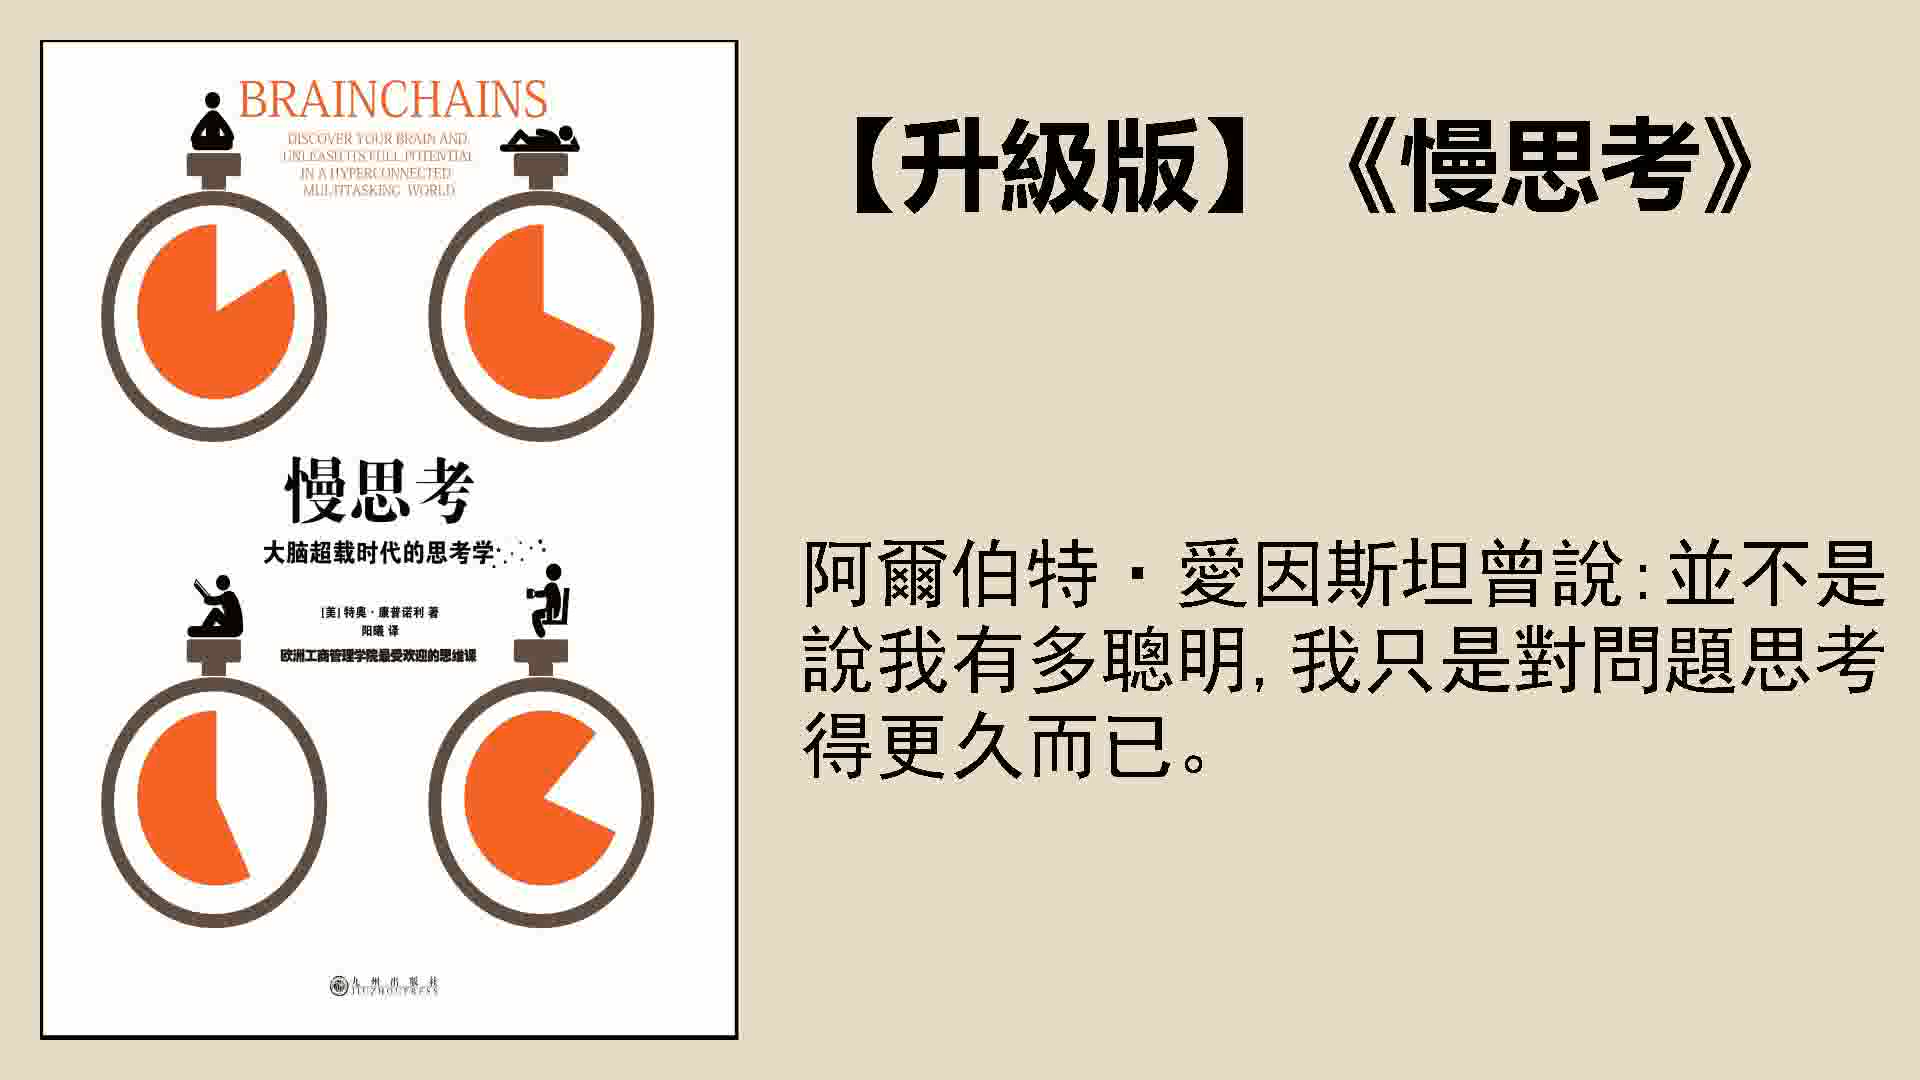 BRAINCHAINS
DISCOVER YOUR BRAIN AND
UNLEASH ITS FULL POTENTIAL
IN A HYPERCONNECTED
MULTITASKING WORLD
慢思考
大脑超载时代的思考学
[美] 特奥·康普诺利 著
阳曦 译
欧洲工商管理学院最受欢迎的思维课
九州出版社
JIUZHOUPRESS
【升級版】《慢思考》
阿爾伯特·愛因斯坦曾說:並不是
說我有多聰明,我只是對問題思考
得更久而已。